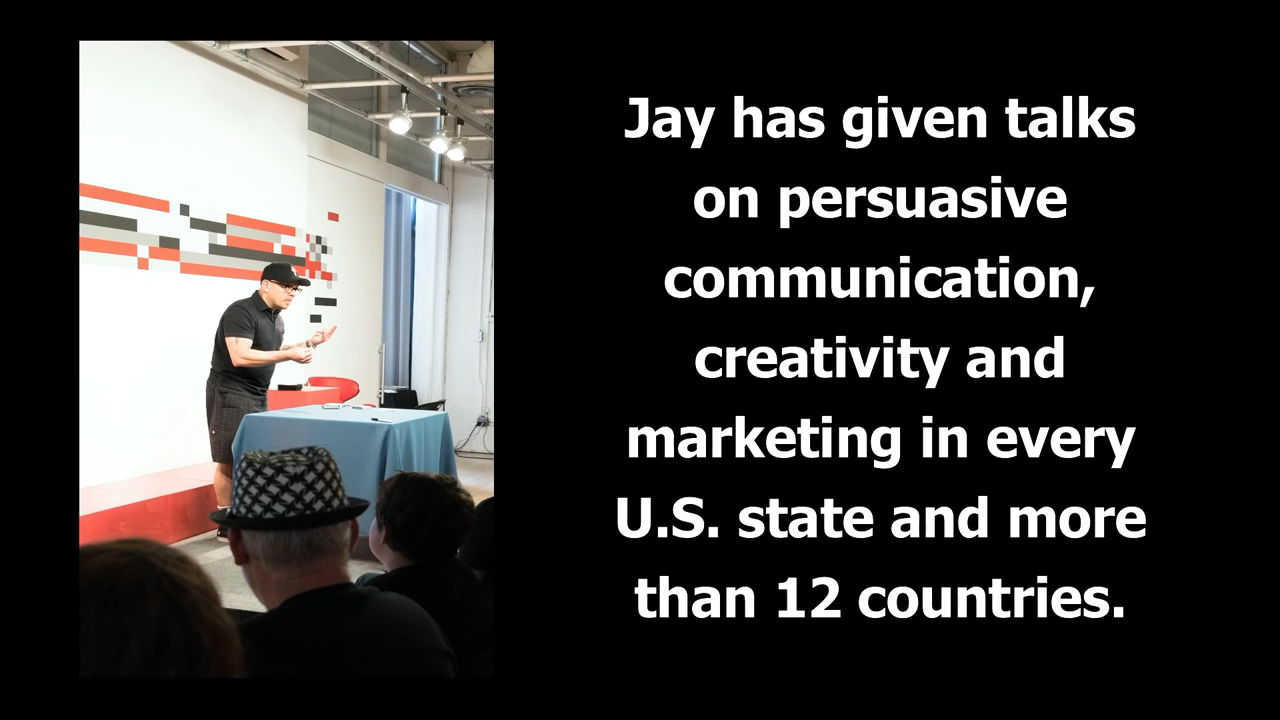 Jay has given talks
on persuasive
communication,
creativity and
marketing in every
U.S. state and more
than 12 countries.